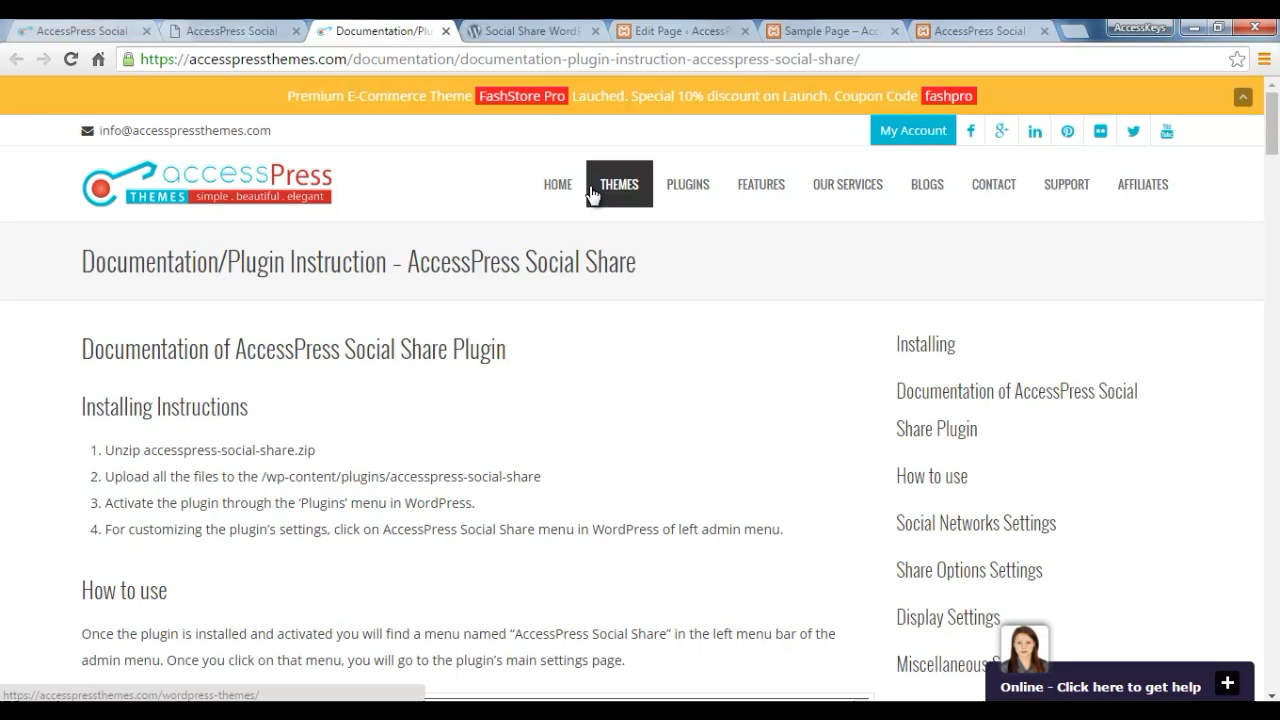 AccessPress Social
AccessPress Social
Documentation/Pl
Social Share Word
Edit Page ‹ AccessP
Sample Page – Acc
AccessPress Social
AccessKeys
https://accesspressthemes.com/documentation/documentation-plugin-instruction-accesspress-social-share/
Premium E-Commerce Theme FashStore Pro Lauched. Special 10% discount on Launch. Coupon Code fashpro
info@accesspressthemes.com
My Account
accessPress
THEMES simple . beautiful . elegant
HOME THEMES PLUGINS FEATURES OUR SERVICES BLOGS CONTACT SUPPORT AFFILIATES
Documentation/Plugin Instruction – AccessPress Social Share
Documentation of AccessPress Social Share Plugin
Installing Instructions
1. Unzip accesspress-social-share.zip
2. Upload all the files to the /wp-content/plugins/accesspress-social-share
3. Activate the plugin through the ‘Plugins’ menu in WordPress.
4. For customizing the plugin’s settings, click on AccessPress Social Share menu in WordPress of left admin menu.
How to use
Once the plugin is installed and activated you will find a menu named “AccessPress Social Share” in the left menu bar of the
admin menu. Once you click on that menu, you will go to the plugin’s main settings page.
Installing
Documentation of AccessPress Social
Share Plugin
How to use
Social Networks Settings
Share Options Settings
Display Settings
Miscellaneous S
Online - Click here to get help
https://accesspressthemes.com/wordpress-themes/